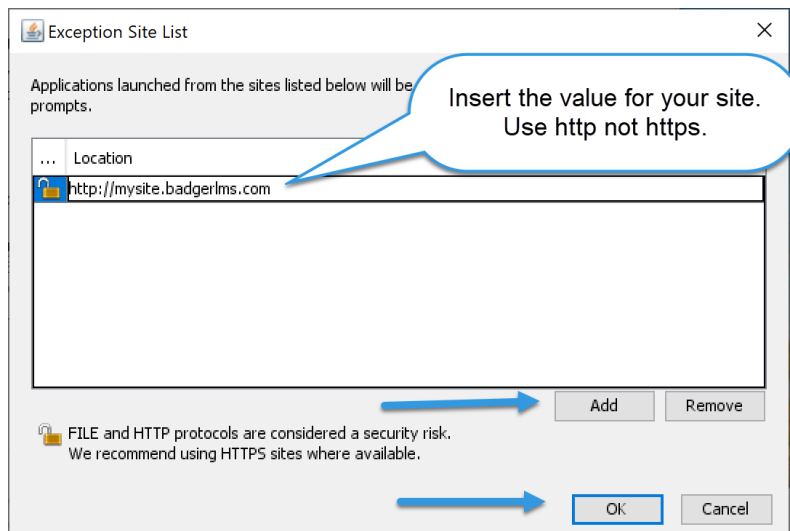 Exception Site List
Applications launched from the sites listed below will be
prompts.
Insert the value for your site.
Use http not https.
... Location
http://mysite.badgerlms.com
Add Remove
FILE and HTTP protocols are considered a security risk.
We recommend using HTTPS sites where available.
OK Cancel